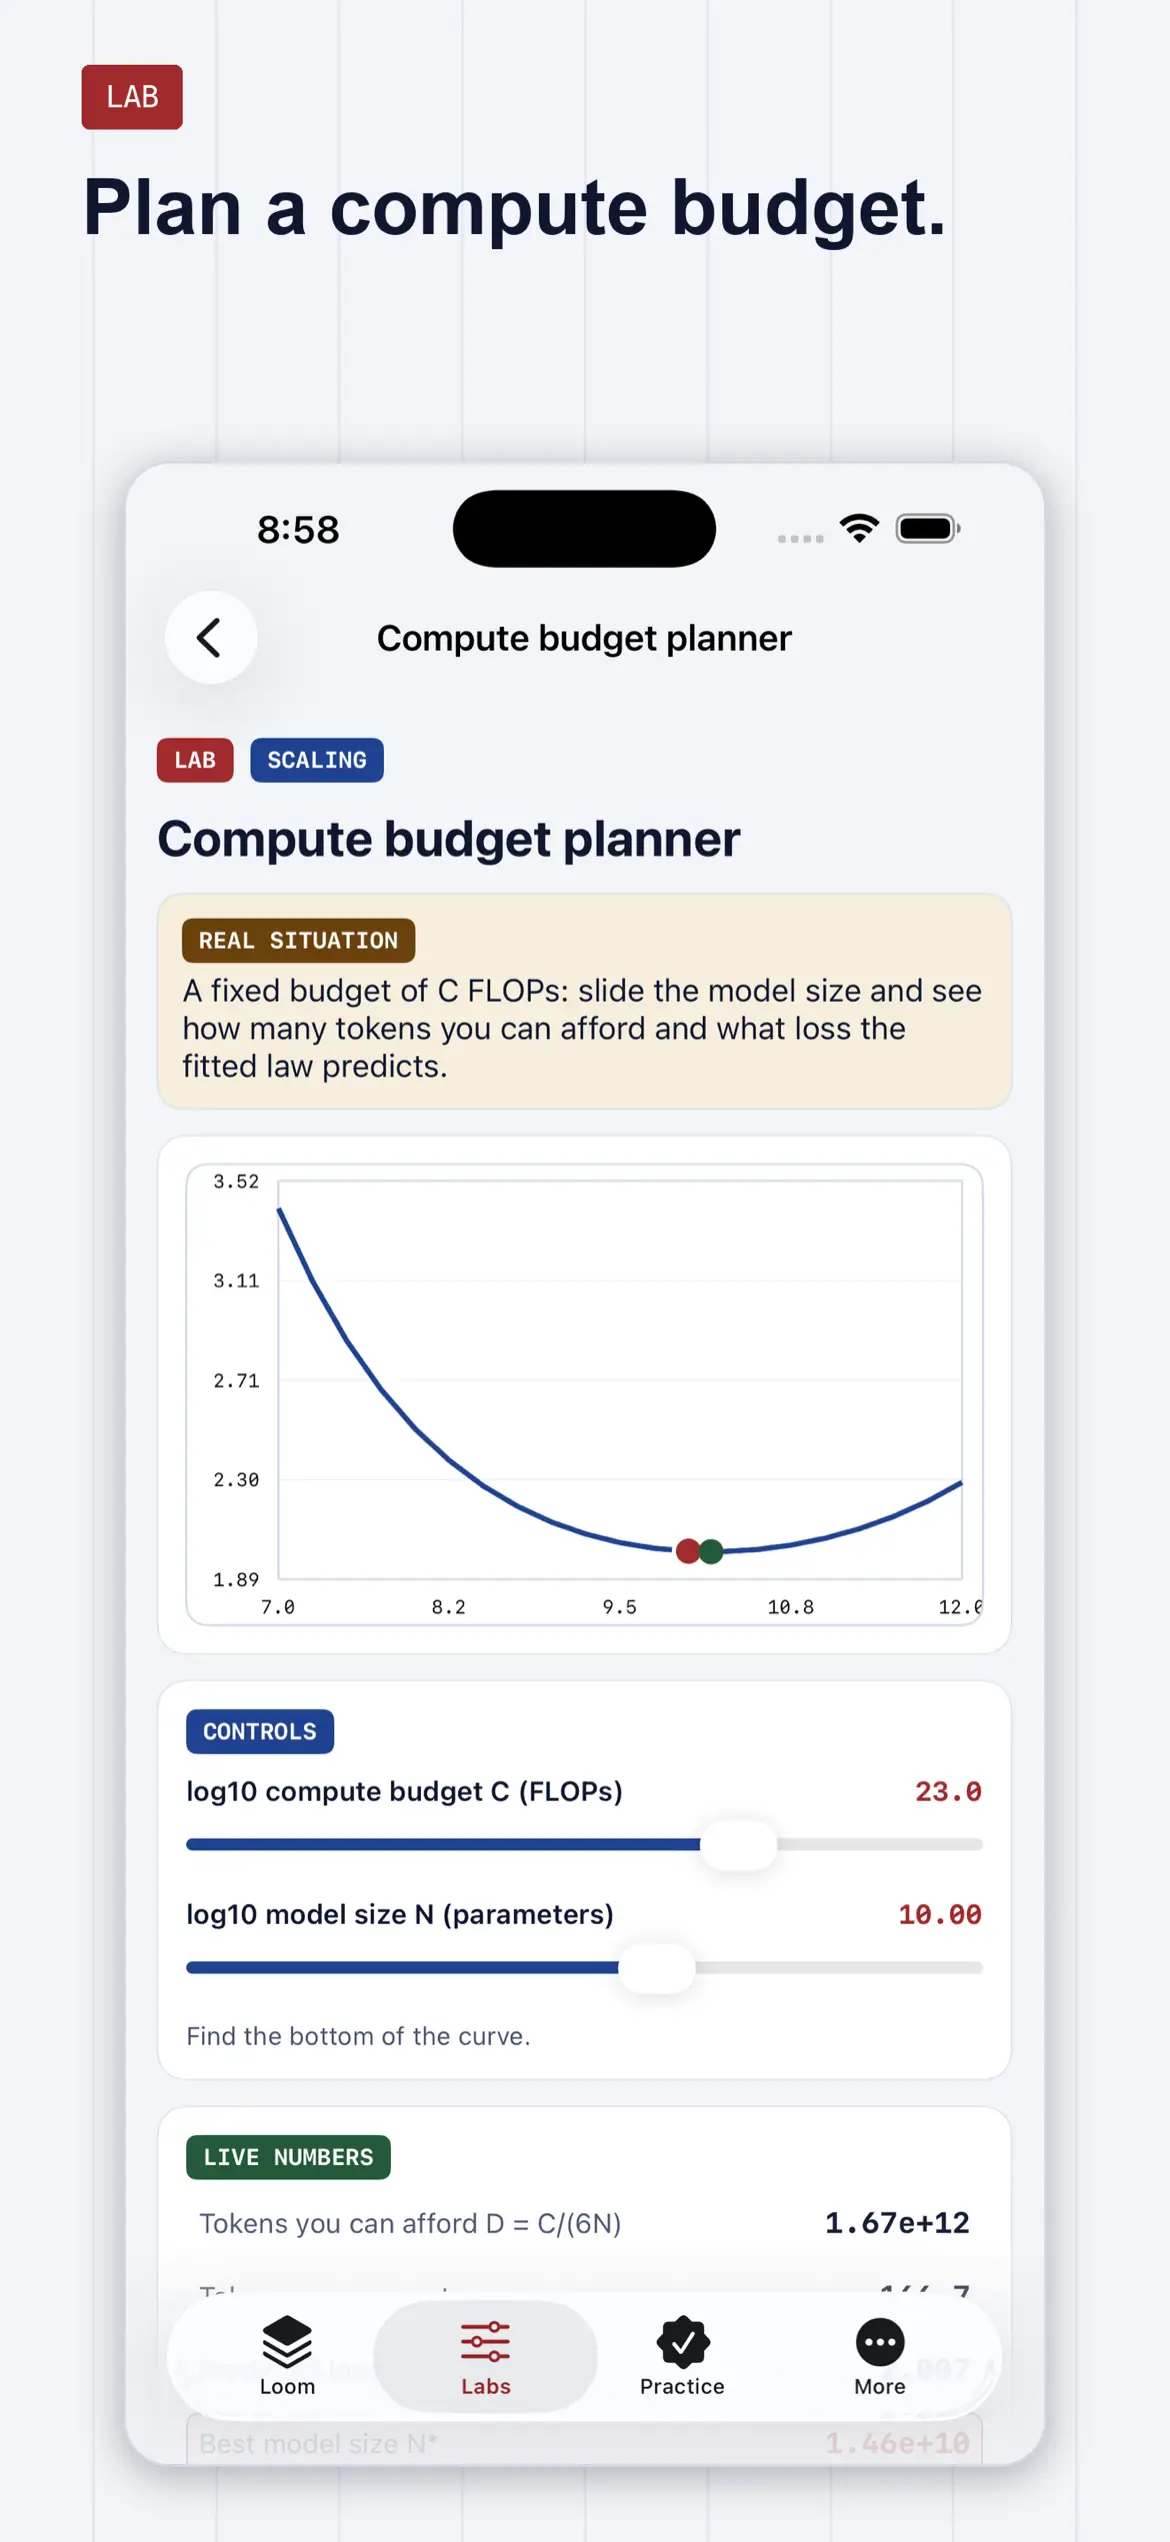 LAB
Plan a compute budget.
8:58
Compute budget planner
LAB
SCALING
Compute budget planner
REAL SITUATION
A fixed budget of C FLOPs: slide the model size and see
how many tokens you can afford and what loss the
fitted law predicts.
3.52
3.11
2.71
2.30
1.89
7.0
8.2
9.5
10.8
12.0
CONTROLS
log10 compute budget C (FLOPs)
23.0
log10 model size N (parameters)
10.00
Find the bottom of the curve.
LIVE NUMBERS
Tokens you can afford D = C/(6N)
1.67e+12
Loom
Labs
Practice
More
Best model size N*
1.46e+10